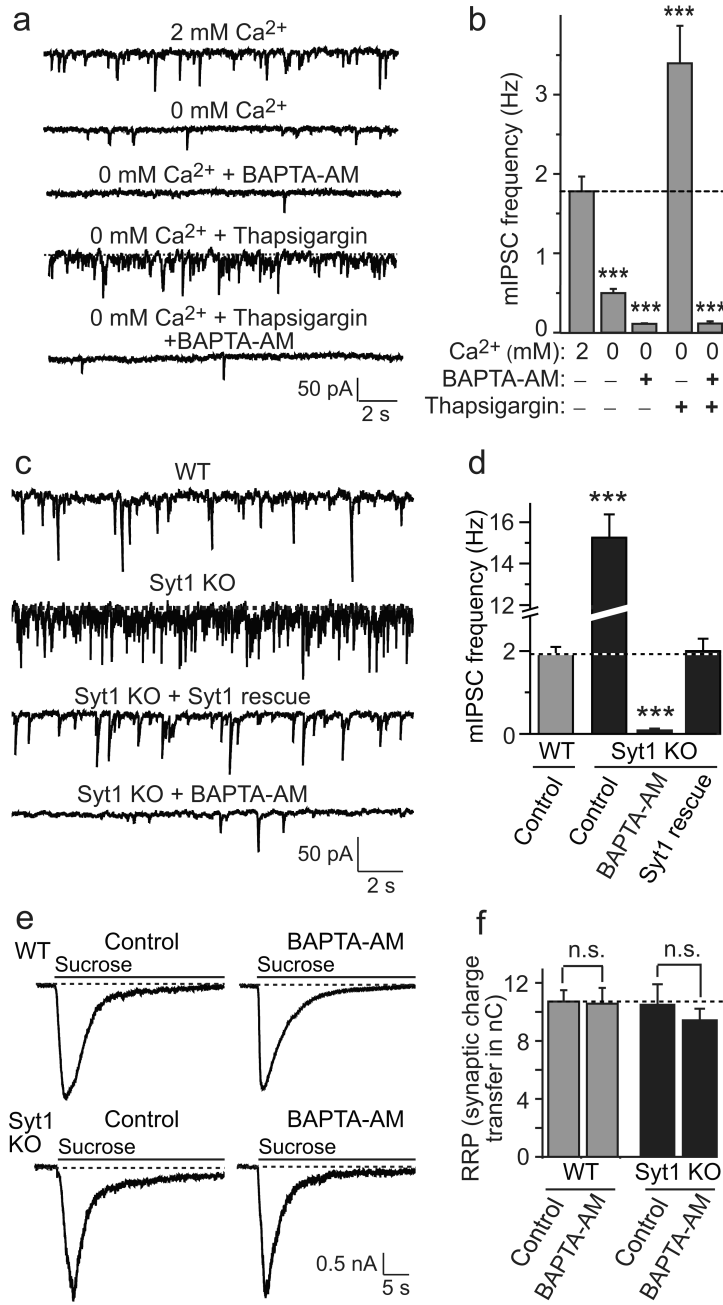 a
2 mM Ca2+
0 mM Ca2+
0 mM Ca2+ + BAPTA-AM
0 mM Ca2+ + Thapsigargin
0 mM Ca2+ + Thapsigargin
+BAPTA-AM
50 pA
2 s
b
mIPSC frequency (Hz)
3
2
1
0
***
***
***
***
Ca2+ (mM): 2 0 0 0 0
BAPTA-AM: – – + – +
Thapsigargin: – – – + +
c
WT
Syt1 KO
Syt1 KO + Syt1 rescue
Syt1 KO + BAPTA-AM
50 pA
2 s
d
mIPSC frequency (Hz)
16
14
12
2
0
***
***
WT
Syt1 KO
Control
Control
BAPTA-AM
Syt1 rescue
e
WT
Control
BAPTA-AM
Sucrose
Sucrose
Syt1
KO
Control
BAPTA-AM
Sucrose
Sucrose
0.5 nA
5 s
f
RRP (synaptic charge
transfer in nC)
12
8
4
0
n.s.
n.s.
WT
Syt1 KO
Control
BAPTA-AM
Control
BAPTA-AM